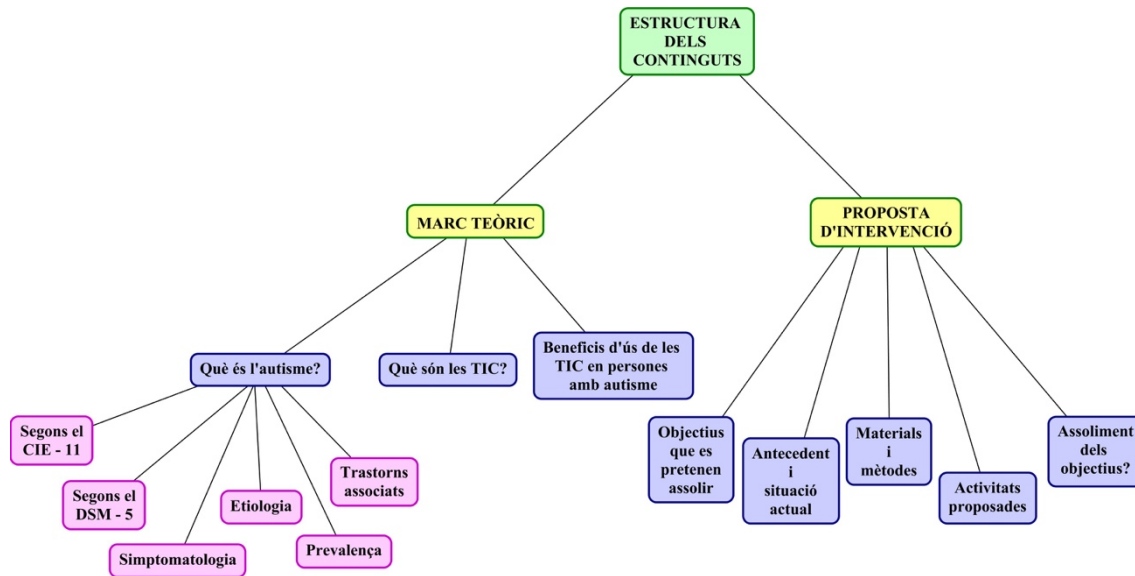 ESTRUCTURA
DELS
CONTINGUTS
MARC TEÒRIC
PROPOSTA
D'INTERVENCIÓ
Què és l'autisme?
Què són les TIC?
Beneficis d'ús de les
TIC en persones
amb autisme
Objectius
que es
pretenen
assolir
Antecedent
i
situació
actual
Materials
i
mètodes
Activitats
proposades
Assoliment
dels
objectius?
Segons el
CIE - 11
Segons el
DSM - 5
Simptomatologia
Etiologia
Prevalença
Trastorns
associats